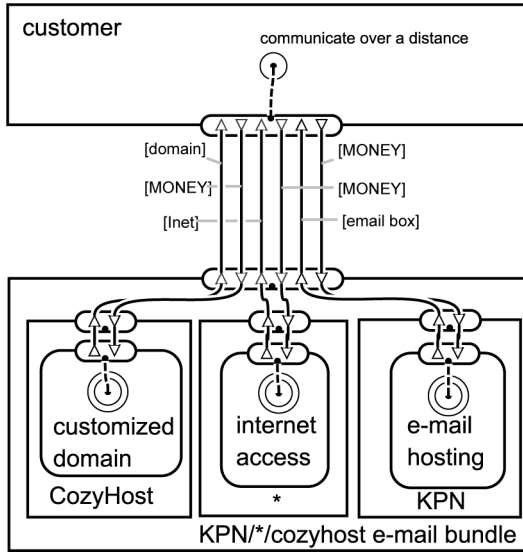 customer
communicate over a distance
[domain]
[MONEY]
[MONEY]
[MONEY]
[Inet]
[email box]
customized
domain
internet
access
e-mail
hosting
CozyHost
*
KPN
KPN/*/cozyhost e-mail bundle